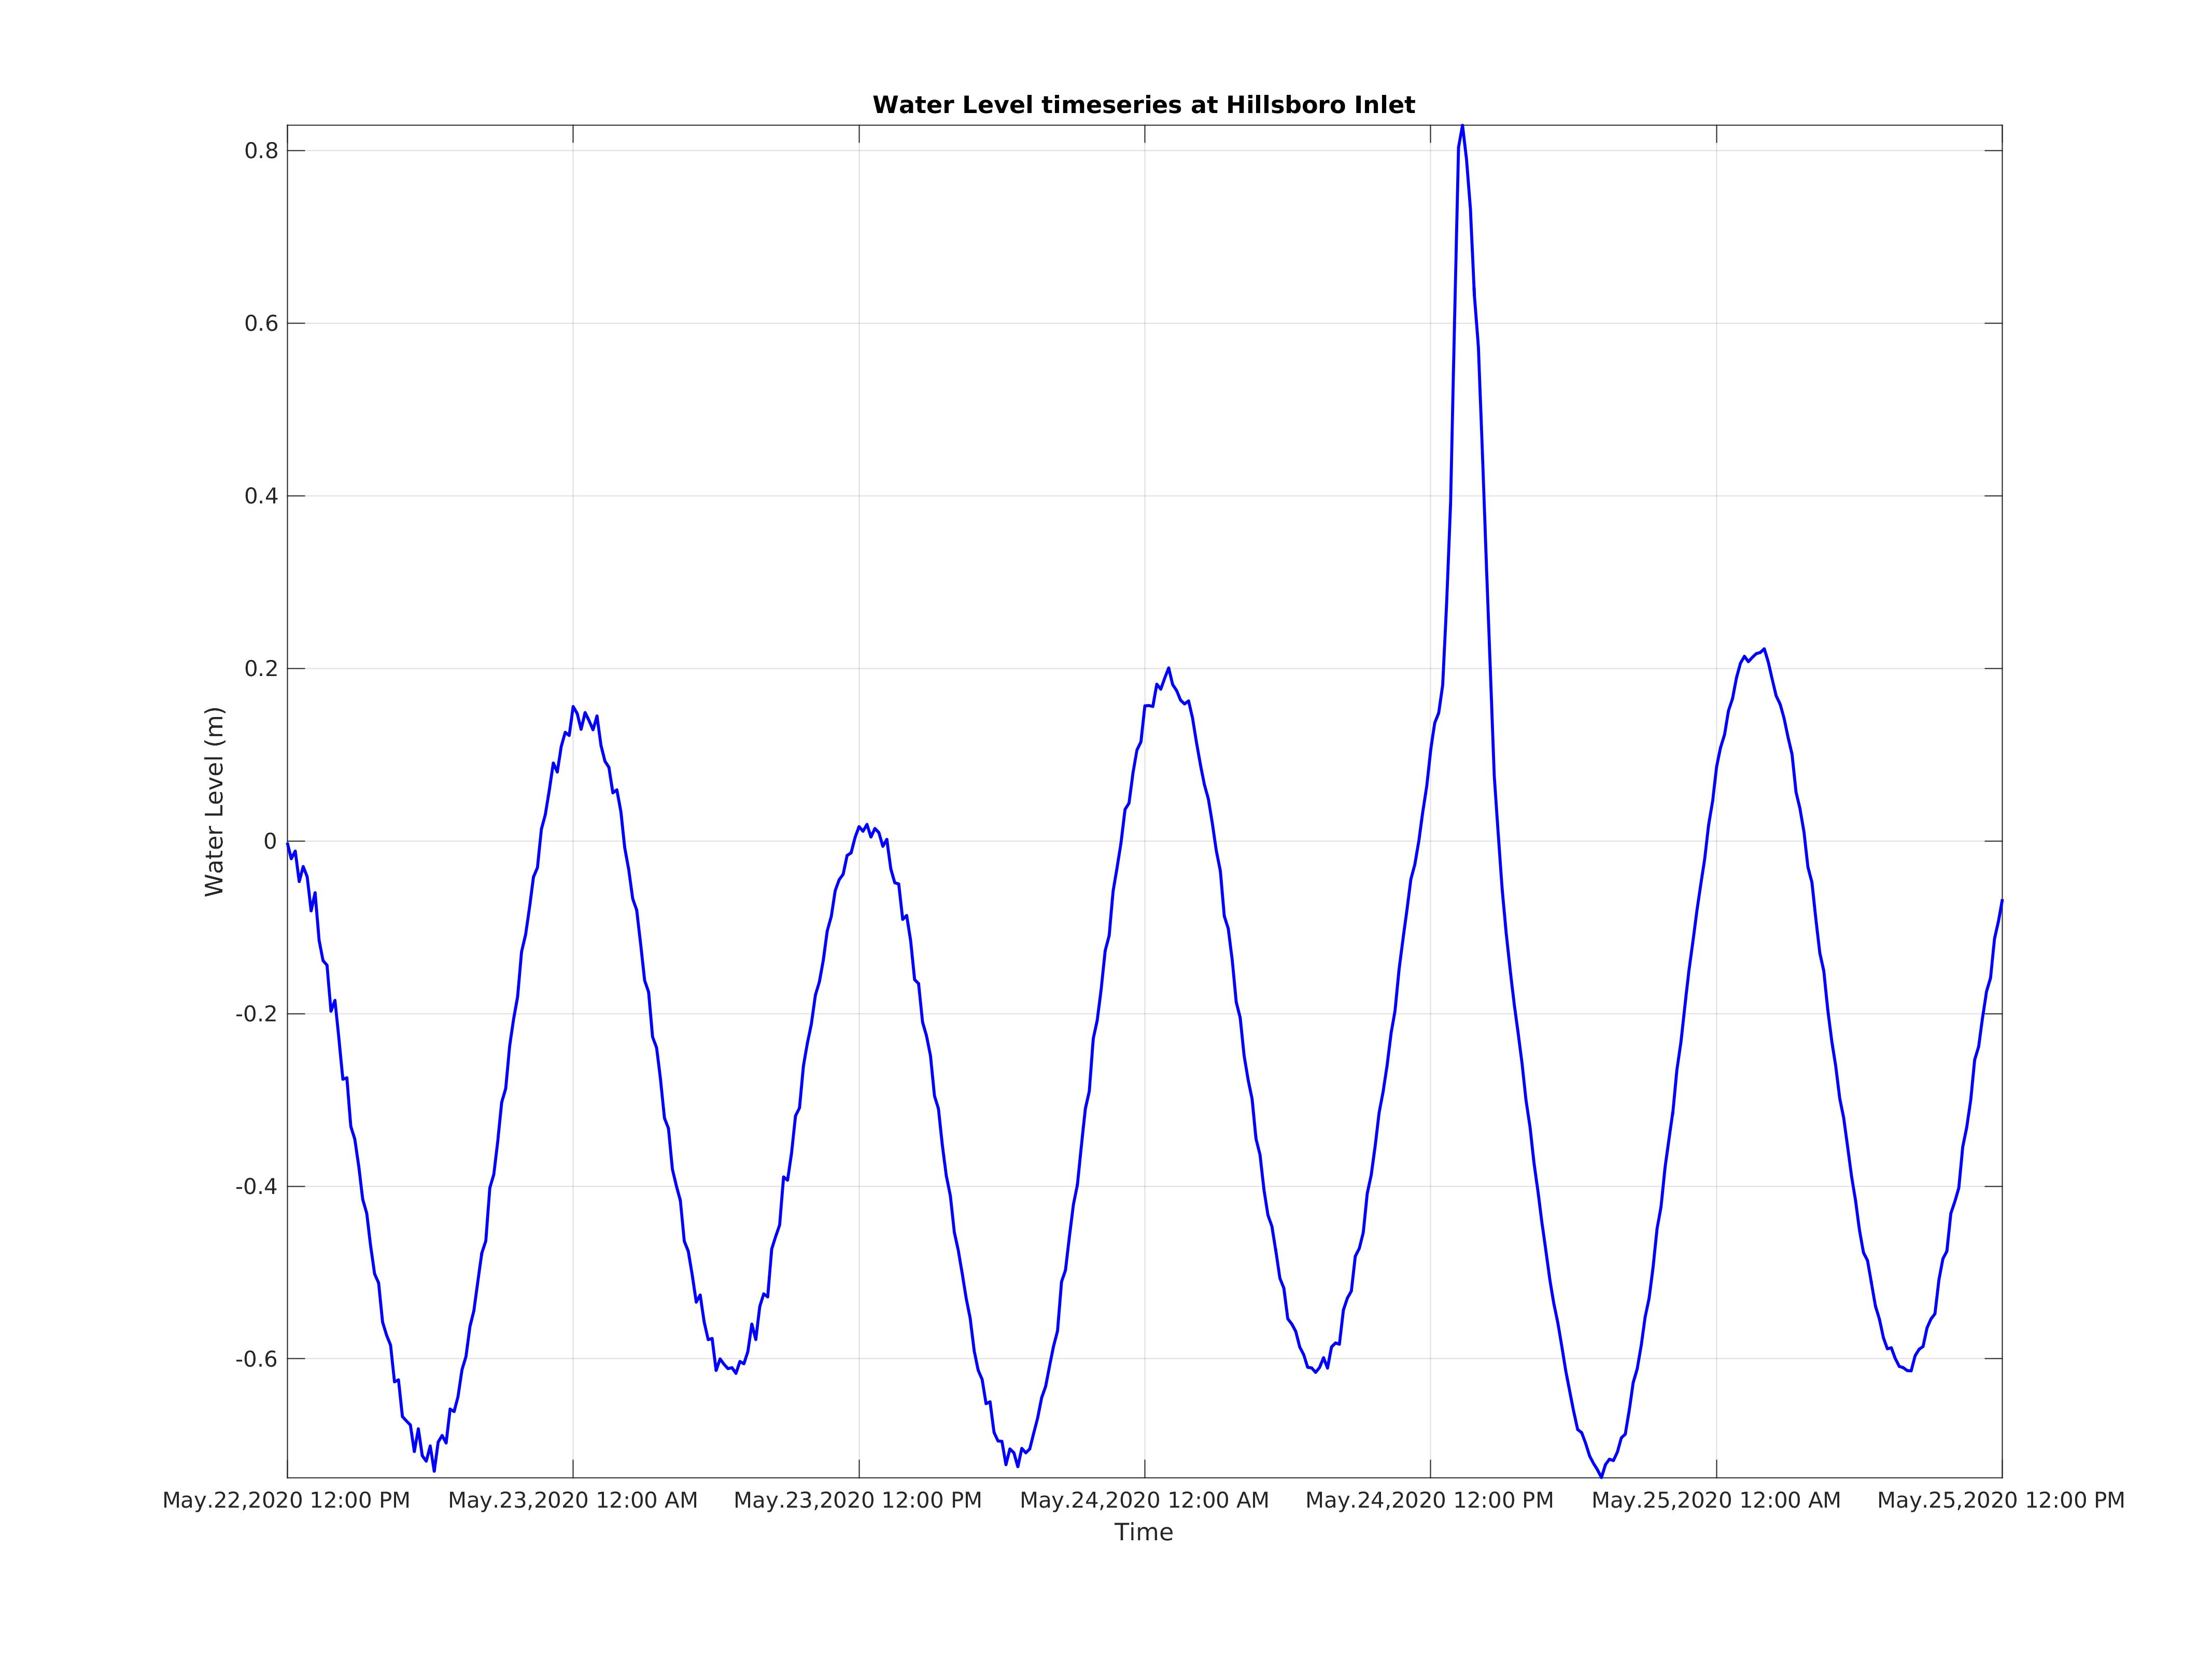 Water Level timeseries at Hillsboro Inlet
0.8
0.6
0.4
0.2
0
-0.2
-0.4
-0.6
Water Level (m)
May.22,2020 12:00 PM
May.23,2020 12:00 AM
May.23,2020 12:00 PM
May.24,2020 12:00 AM
May.24,2020 12:00 PM
May.25,2020 12:00 AM
May.25,2020 12:00 PM
Time